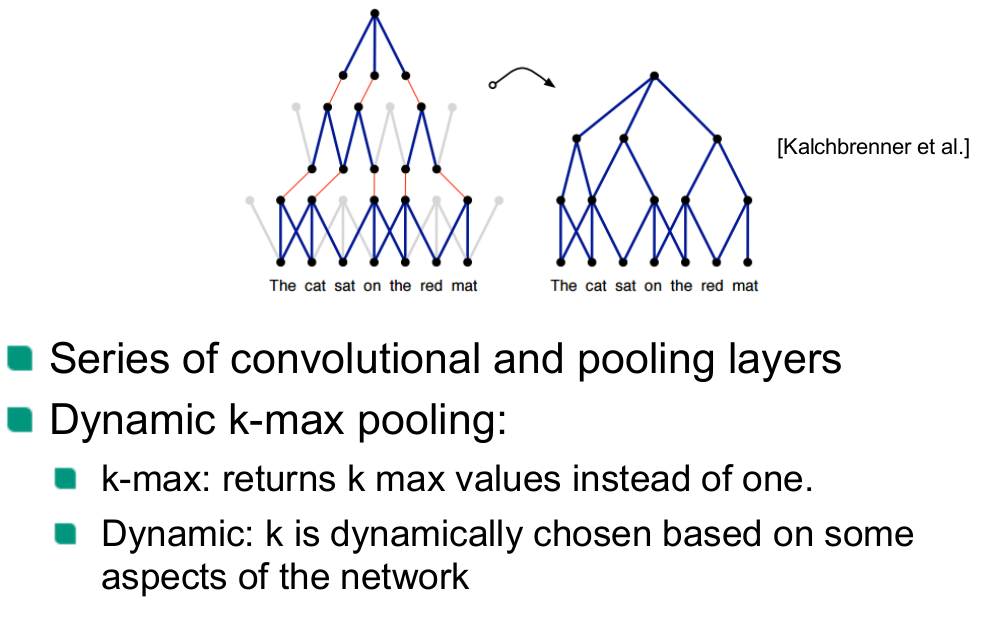 [Kalchbrenner et al.]
The cat sat on the red mat
The cat sat on the red mat
Series of convolutional and pooling layers
Dynamic k-max pooling:
k-max: returns k max values instead of one.
Dynamic: k is dynamically chosen based on some
aspects of the network